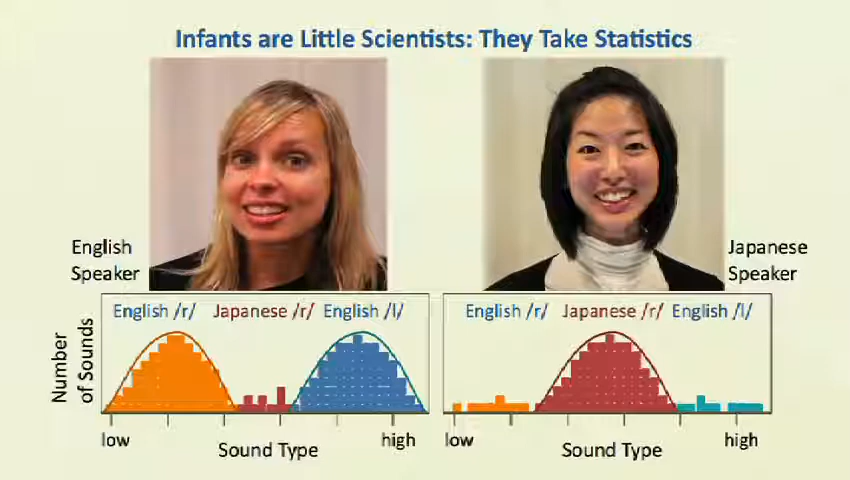 Infants are Little Scientists: They Take Statistics
English
Speaker
Japanese
Speaker
English /r/ Japanese /r/ English /l/
English /r/ Japanese /r/ English /l/
Number
of Sounds
low high
Sound Type
low high
Sound Type